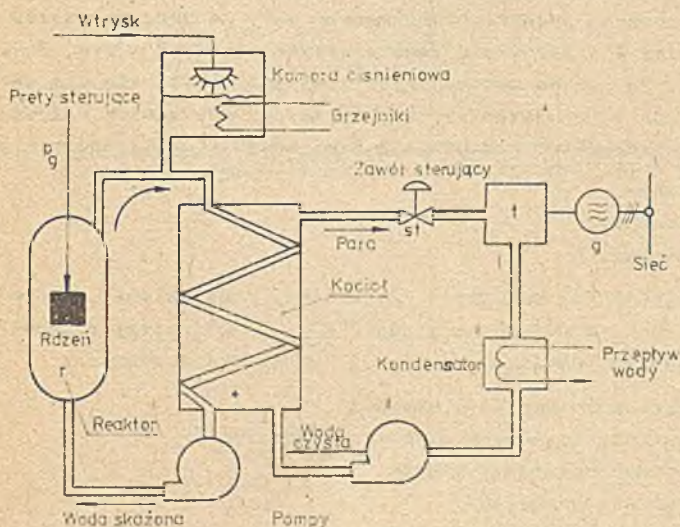 Wtrysk
Komora ciśnieniowa
Pręty sterujące
Grzejniki
Pg
Zawór sterujący
t
st
g
Para
Sieć
Kocioł
Rdzeń
r
Kondensator
Przepływ
wody
Reaktor
Woda
czysta
Woda skażona
Pompy